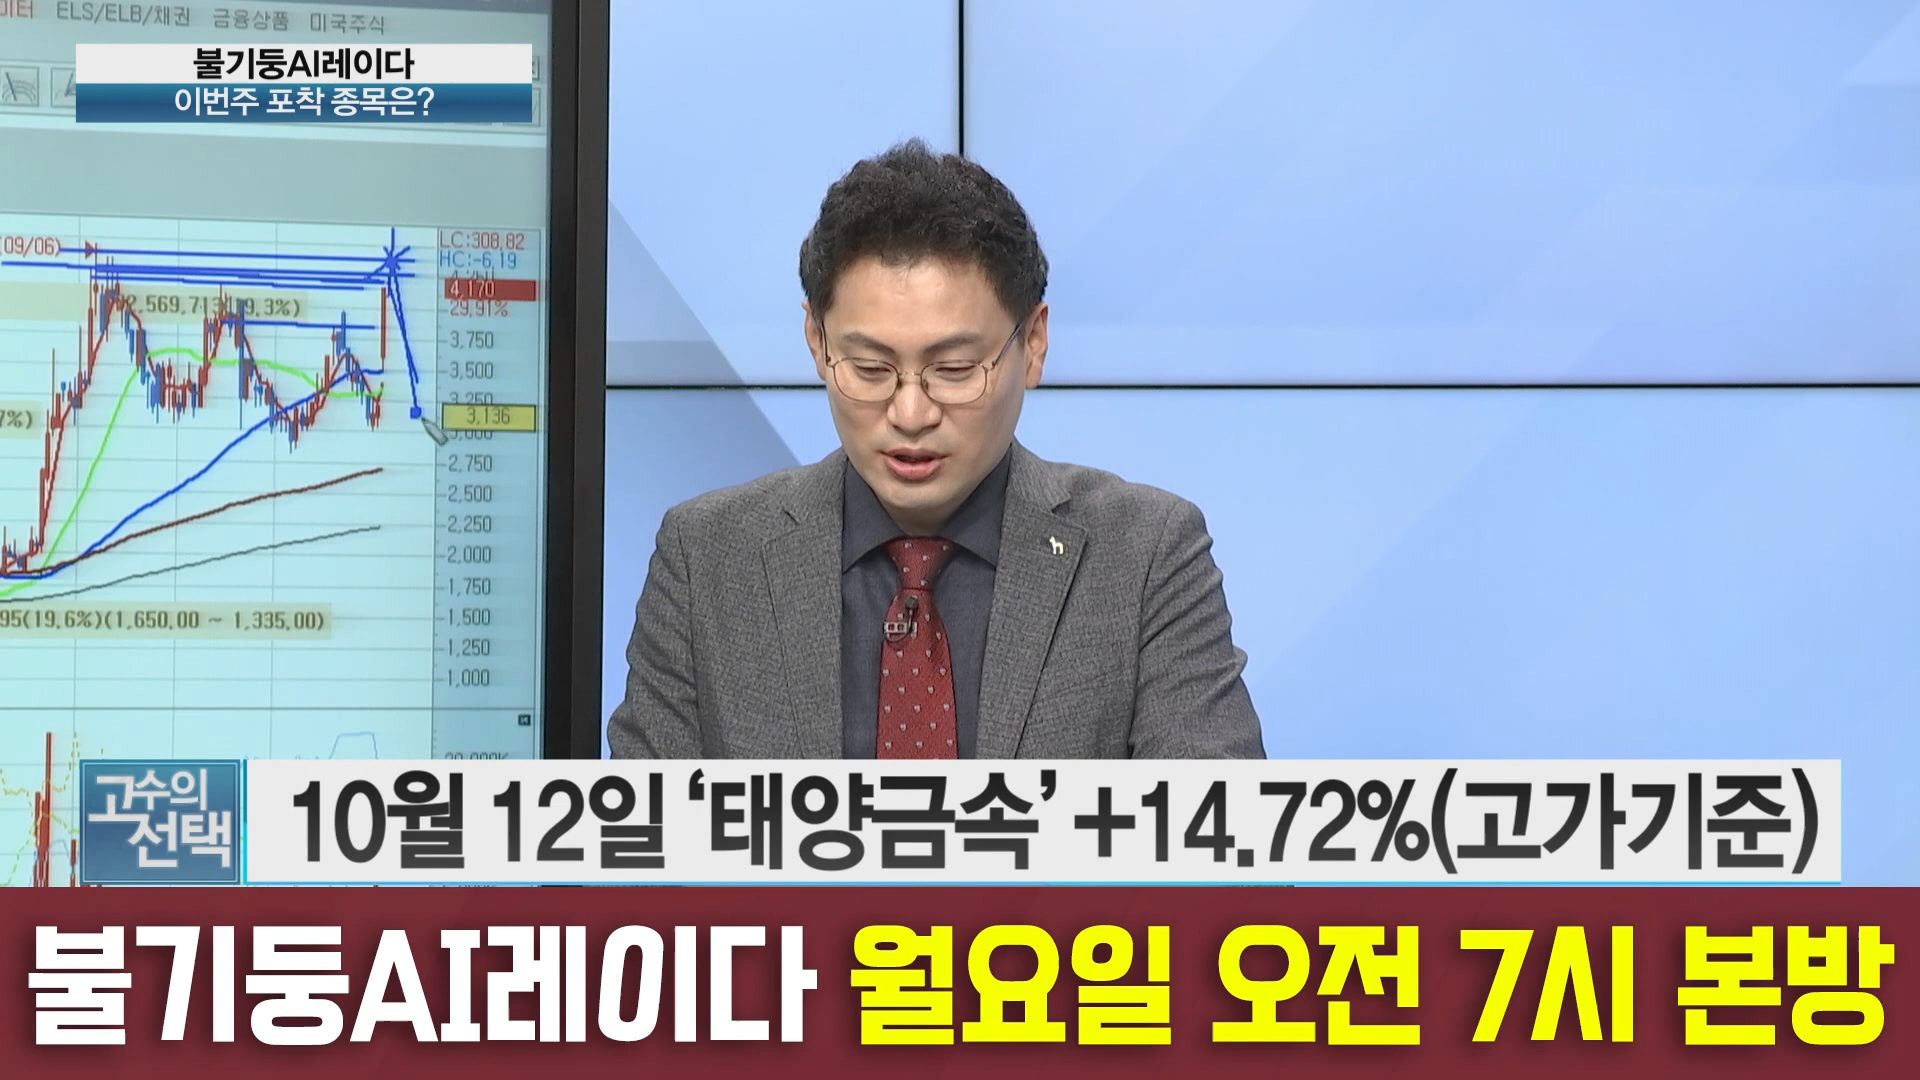 ELS/ELB/채권 금융상품 미국주식
불기둥AI레이다
이번주 포착 종목은?
(09/06)
LC:308,82
HC:-6,19
4,170
29,91%
3,750
3,500
3,250
3,136
3,000
2,750
2,500
2,250
2,000
1,750
1,500
1,250
1,000
7%)
95(19,6%)(1,650,00 ~ 1,335,00)
고수의
선택
10월 12일 ‘태양금속’ +14.72%(고가기준)
불기둥AI레이다 월요일 오전 7시 본방